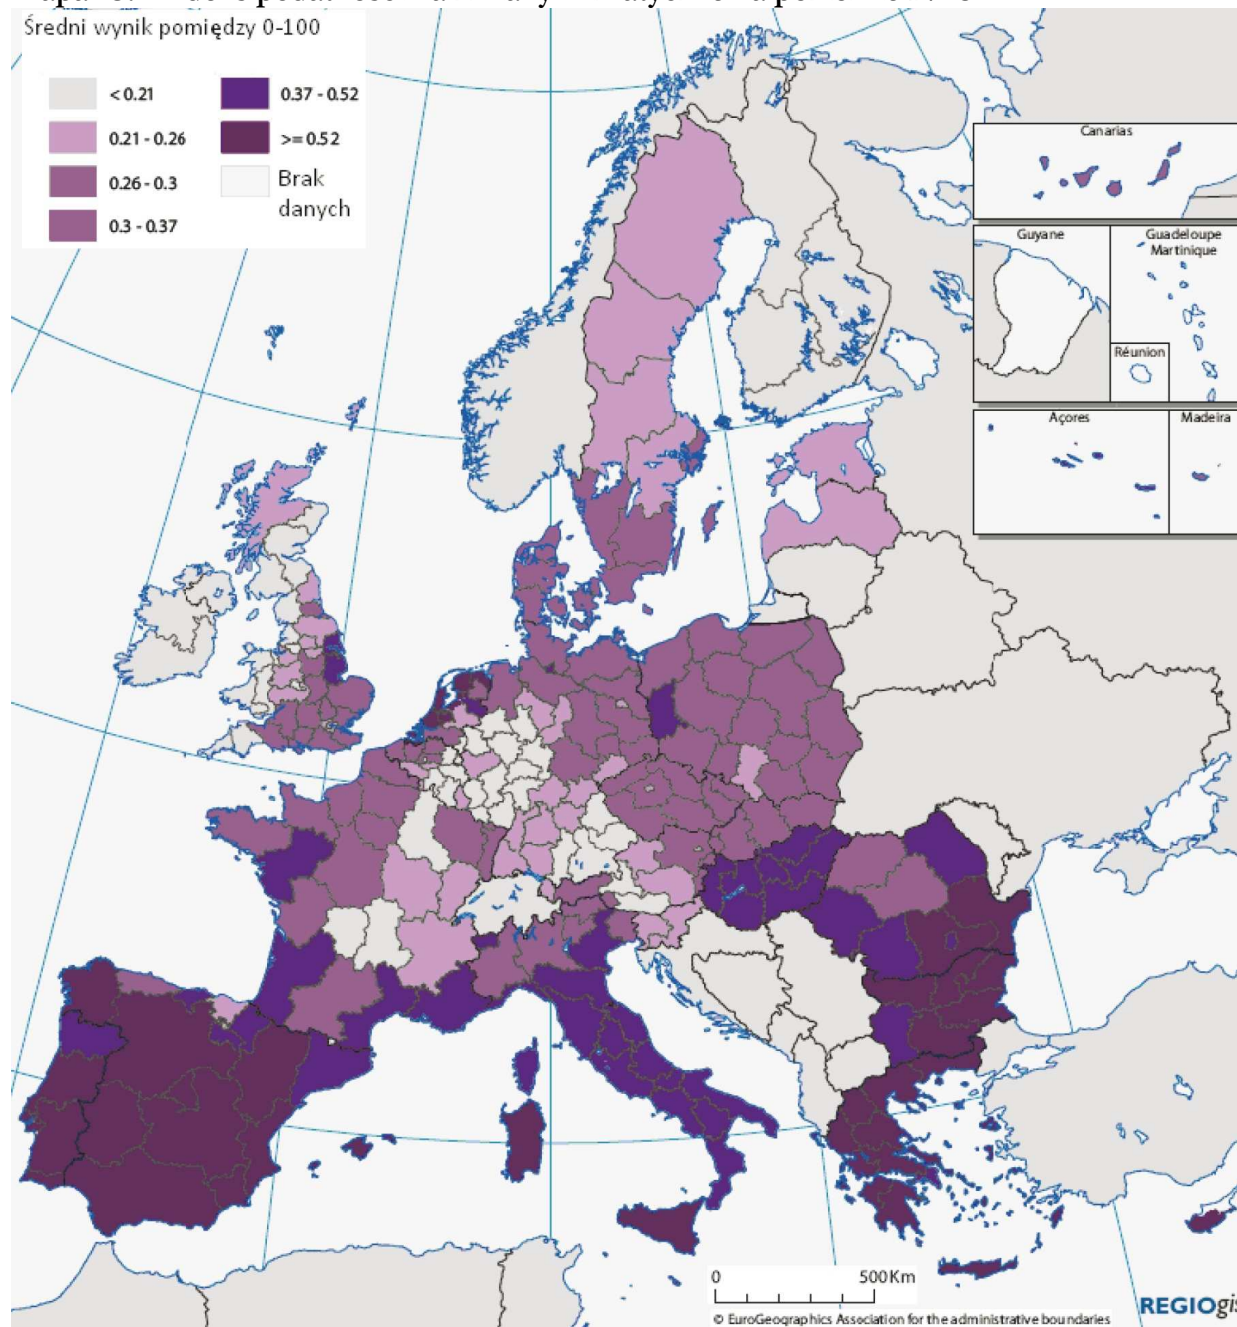 Średni wynik pomiędzy 0-100
< 0.21
0.21 - 0.26
0.26 - 0.3
0.3 - 0.37
0.37 - 0.52
>= 0.52
Brak
danych
Canarias
Guyane
Guadeloupe
Martinique
Réunion
Açores
Madeira
0 500Km
REGIOgis
© EuroGeographics Association for the administrative boundaries